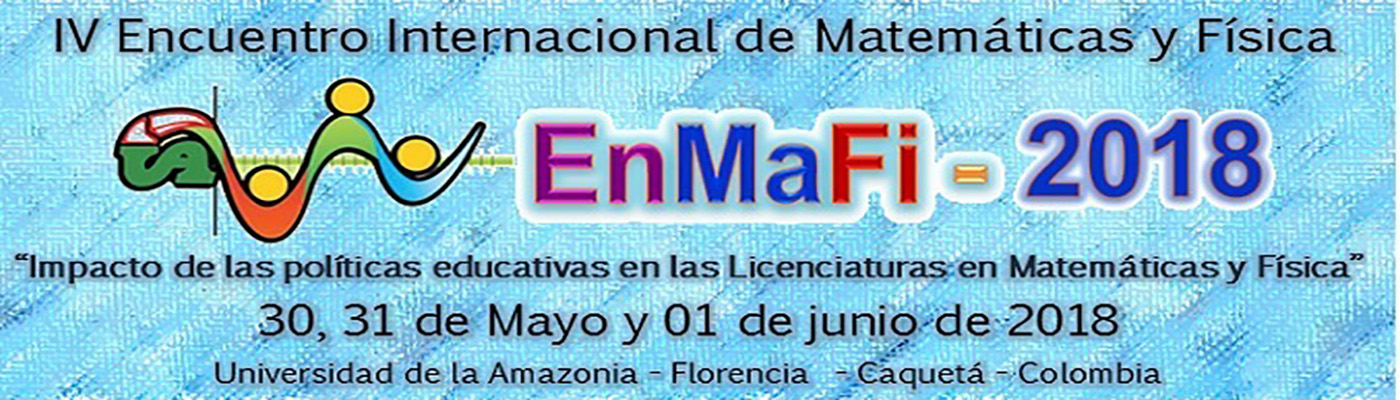 IV Encuentro Internacional de Matemáticas y Física
EnMaFi - 2018
“Impacto de las políticas educativas en las Licenciaturas en Matemáticas y Física”
30, 31 de Mayo y 01 de junio de 2018
Universidad de la Amazonia - Florencia - Caquetá - Colombia